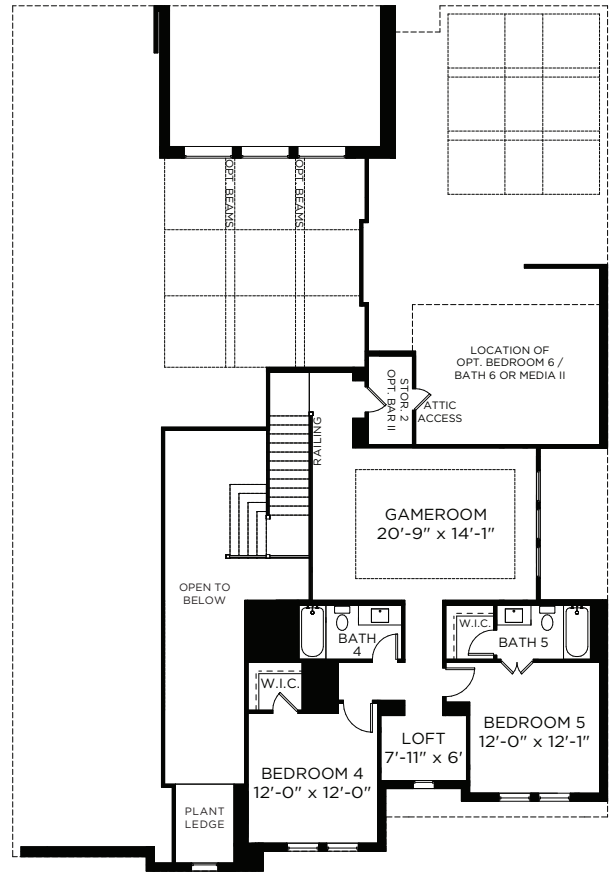 OPT. BEAMS
OPT. BEAMS
LOCATION OF
OPT. BEDROOM 6 /
BATH 6 OR MEDIA II
STOR. 2
OPT. BAR II
ATTIC
ACCESS
RAILING
GAMEROOM
20'-9" x 14'-1"
OPEN TO
BELOW
BATH
4
W.I.C.
BATH 5
W.I.C.
LOFT
7'-11" x 6'
BEDROOM 5
12'-0" x 12'-1"
BEDROOM 4
12'-0" x 12'-0"
PLANT
LEDGE